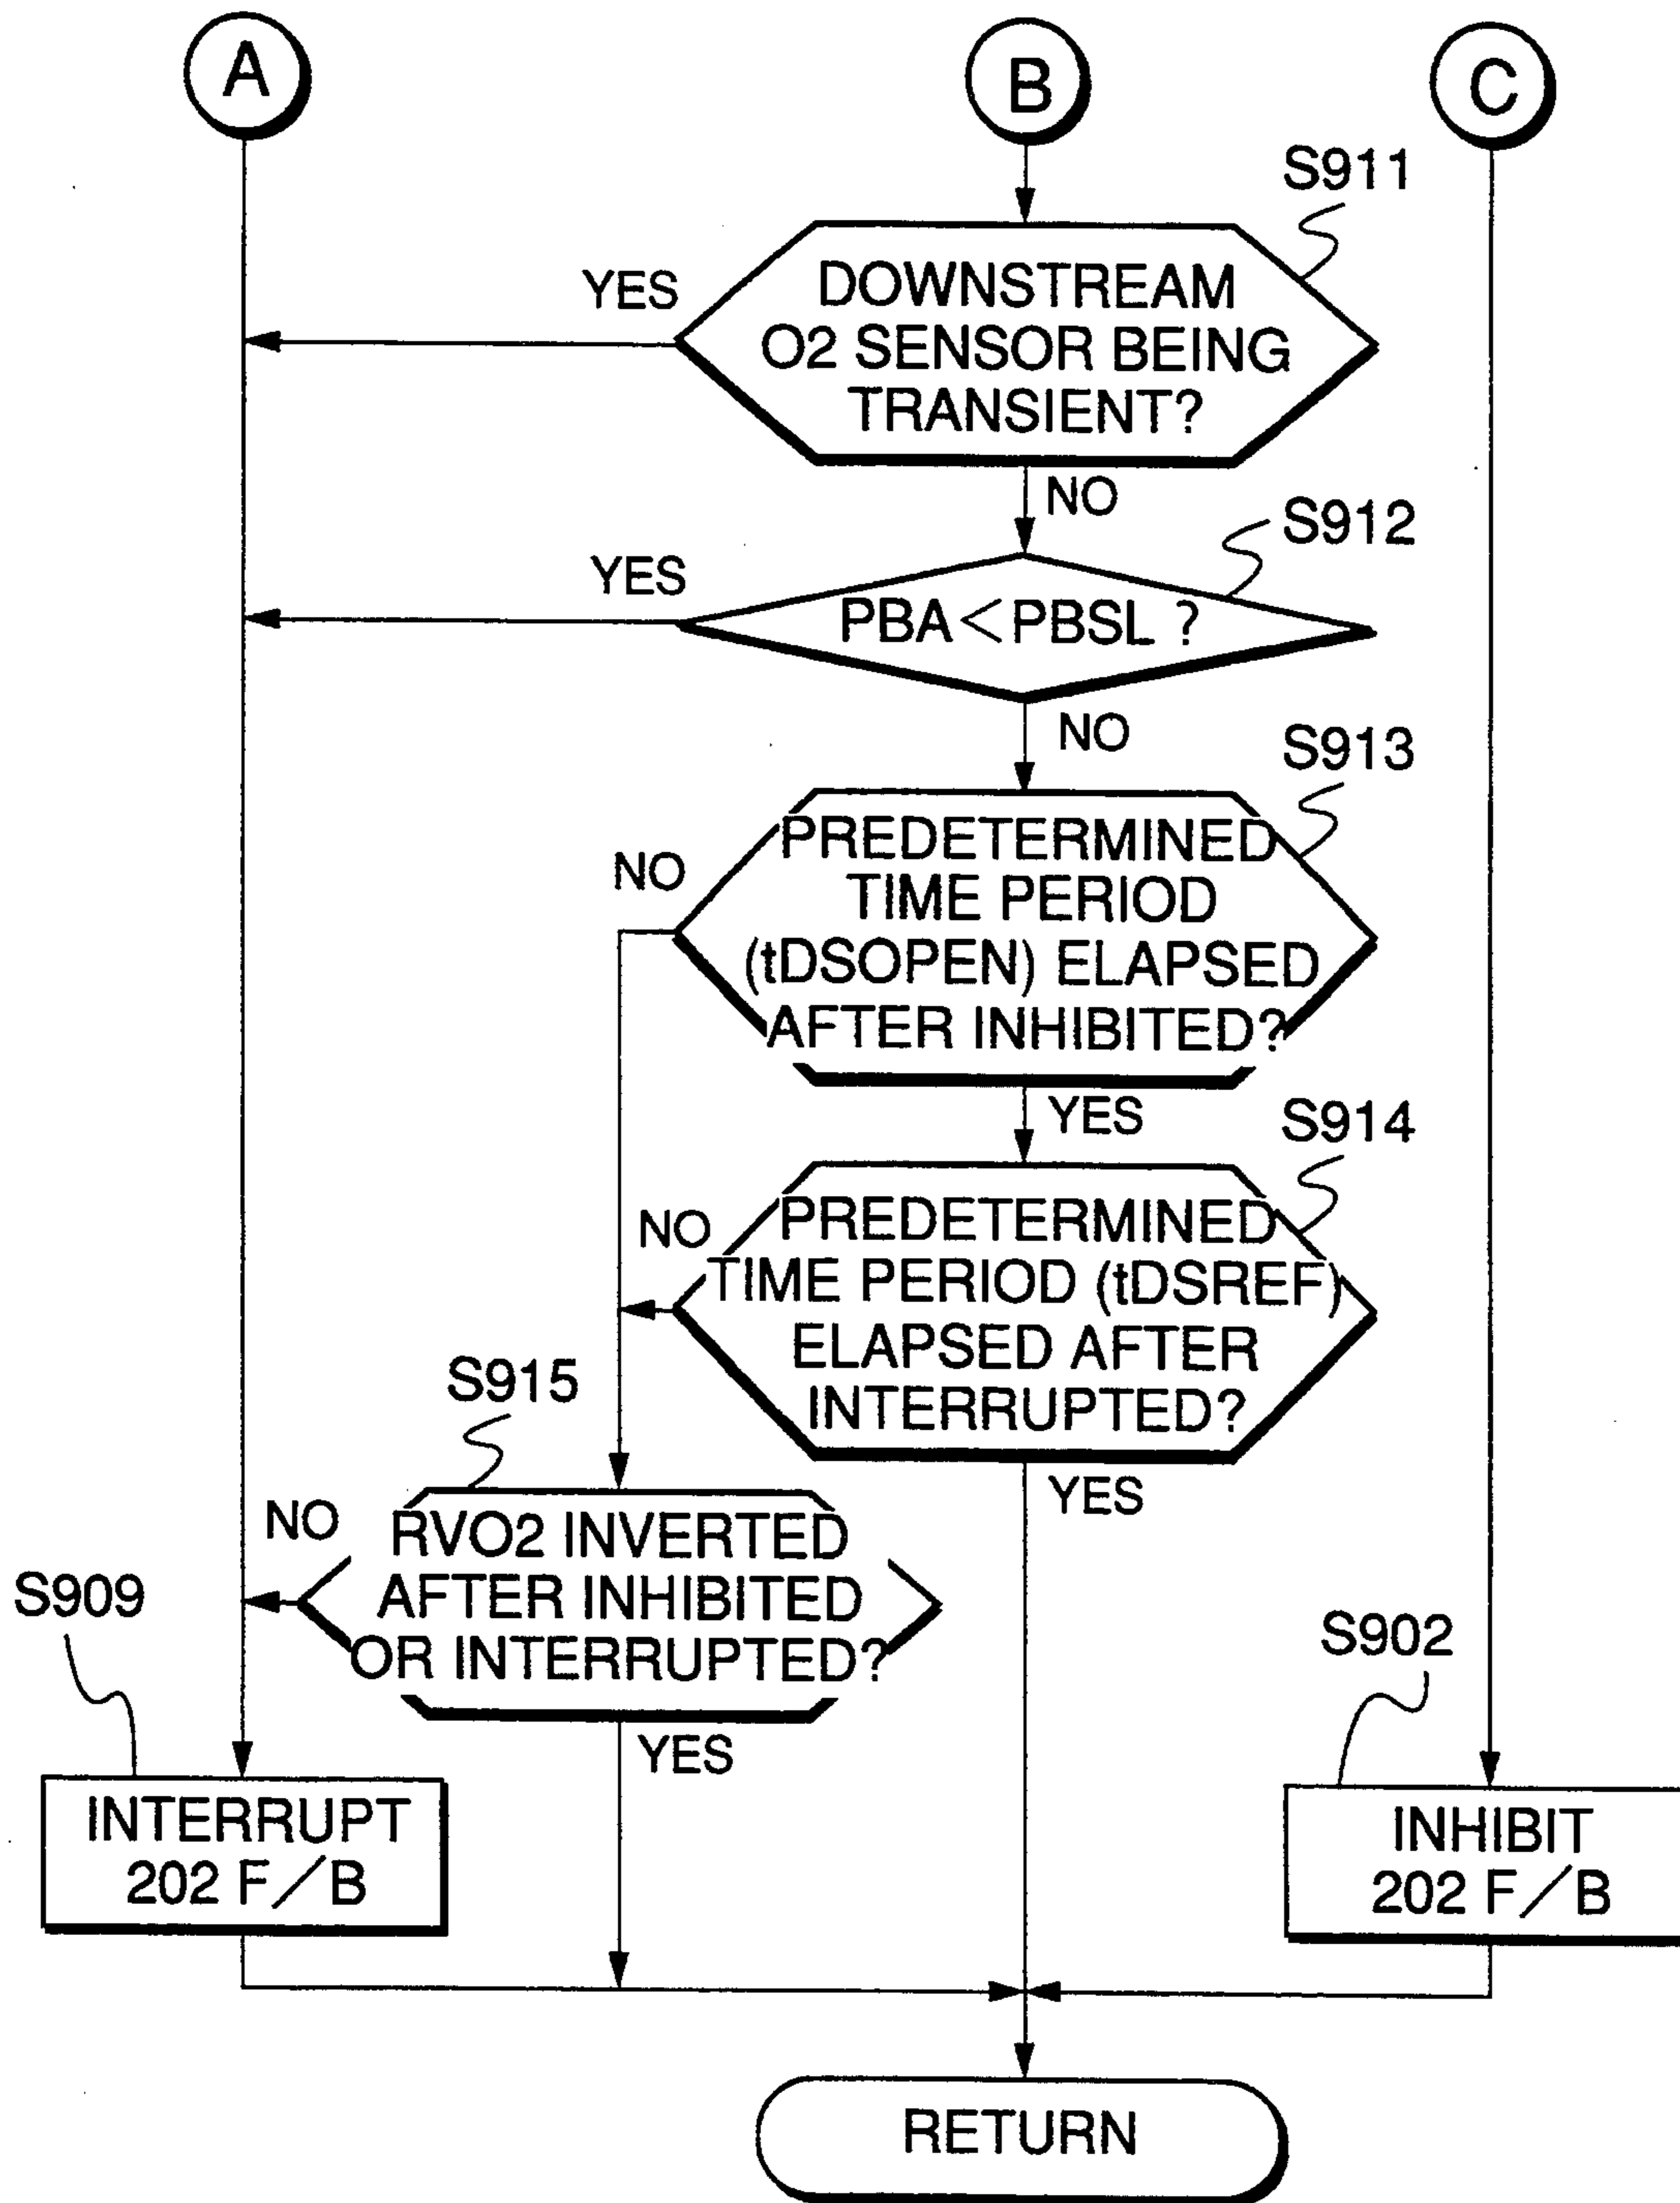 A
B
C
S911
DOWNSTREAM
O2 SENSOR BEING
TRANSIENT?
YES
NO
S912
PBA<PBSL ?
YES
NO
S913
PREDETERMINED
TIME PERIOD
(tDSOPEN) ELAPSED
AFTER INHIBITED?
NO
YES
S914
PREDETERMINED
TIME PERIOD (tDSREF)
ELAPSED AFTER
INTERRUPTED?
NO
YES
S915
RVO2 INVERTED
AFTER INHIBITED
OR INTERRUPTED?
NO
YES
S909
INTERRUPT
202 F/B
S902
INHIBIT
202 F/B
RETURN